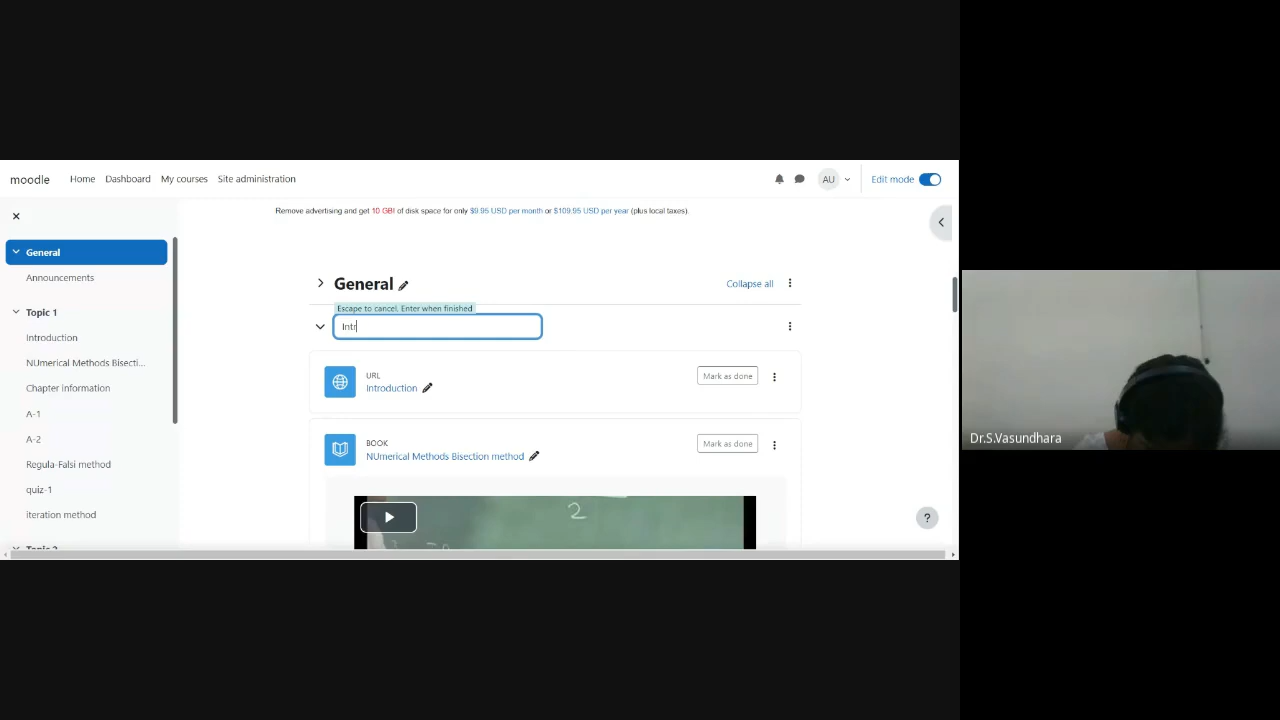 moodle Home Dashboard My courses Site administration AU Edit mode
Remove advertising and get 10 GB! of disk space for only $9.95 USD per month or $109.95 USD per year (plus local taxes).
General
Announcements
Topic 1
Introduction
NUmerical Methods Bisecti...
Chapter information
A-1
A-2
Regula-Falsi method
quiz-1
iteration method
General
Collapse all
Escape to cancel, Enter when finished
Intr
URL
Introduction
Mark as done
BOOK
NUmerical Methods Bisection method
Mark as done
2
?
Dr.S.Vasundhara